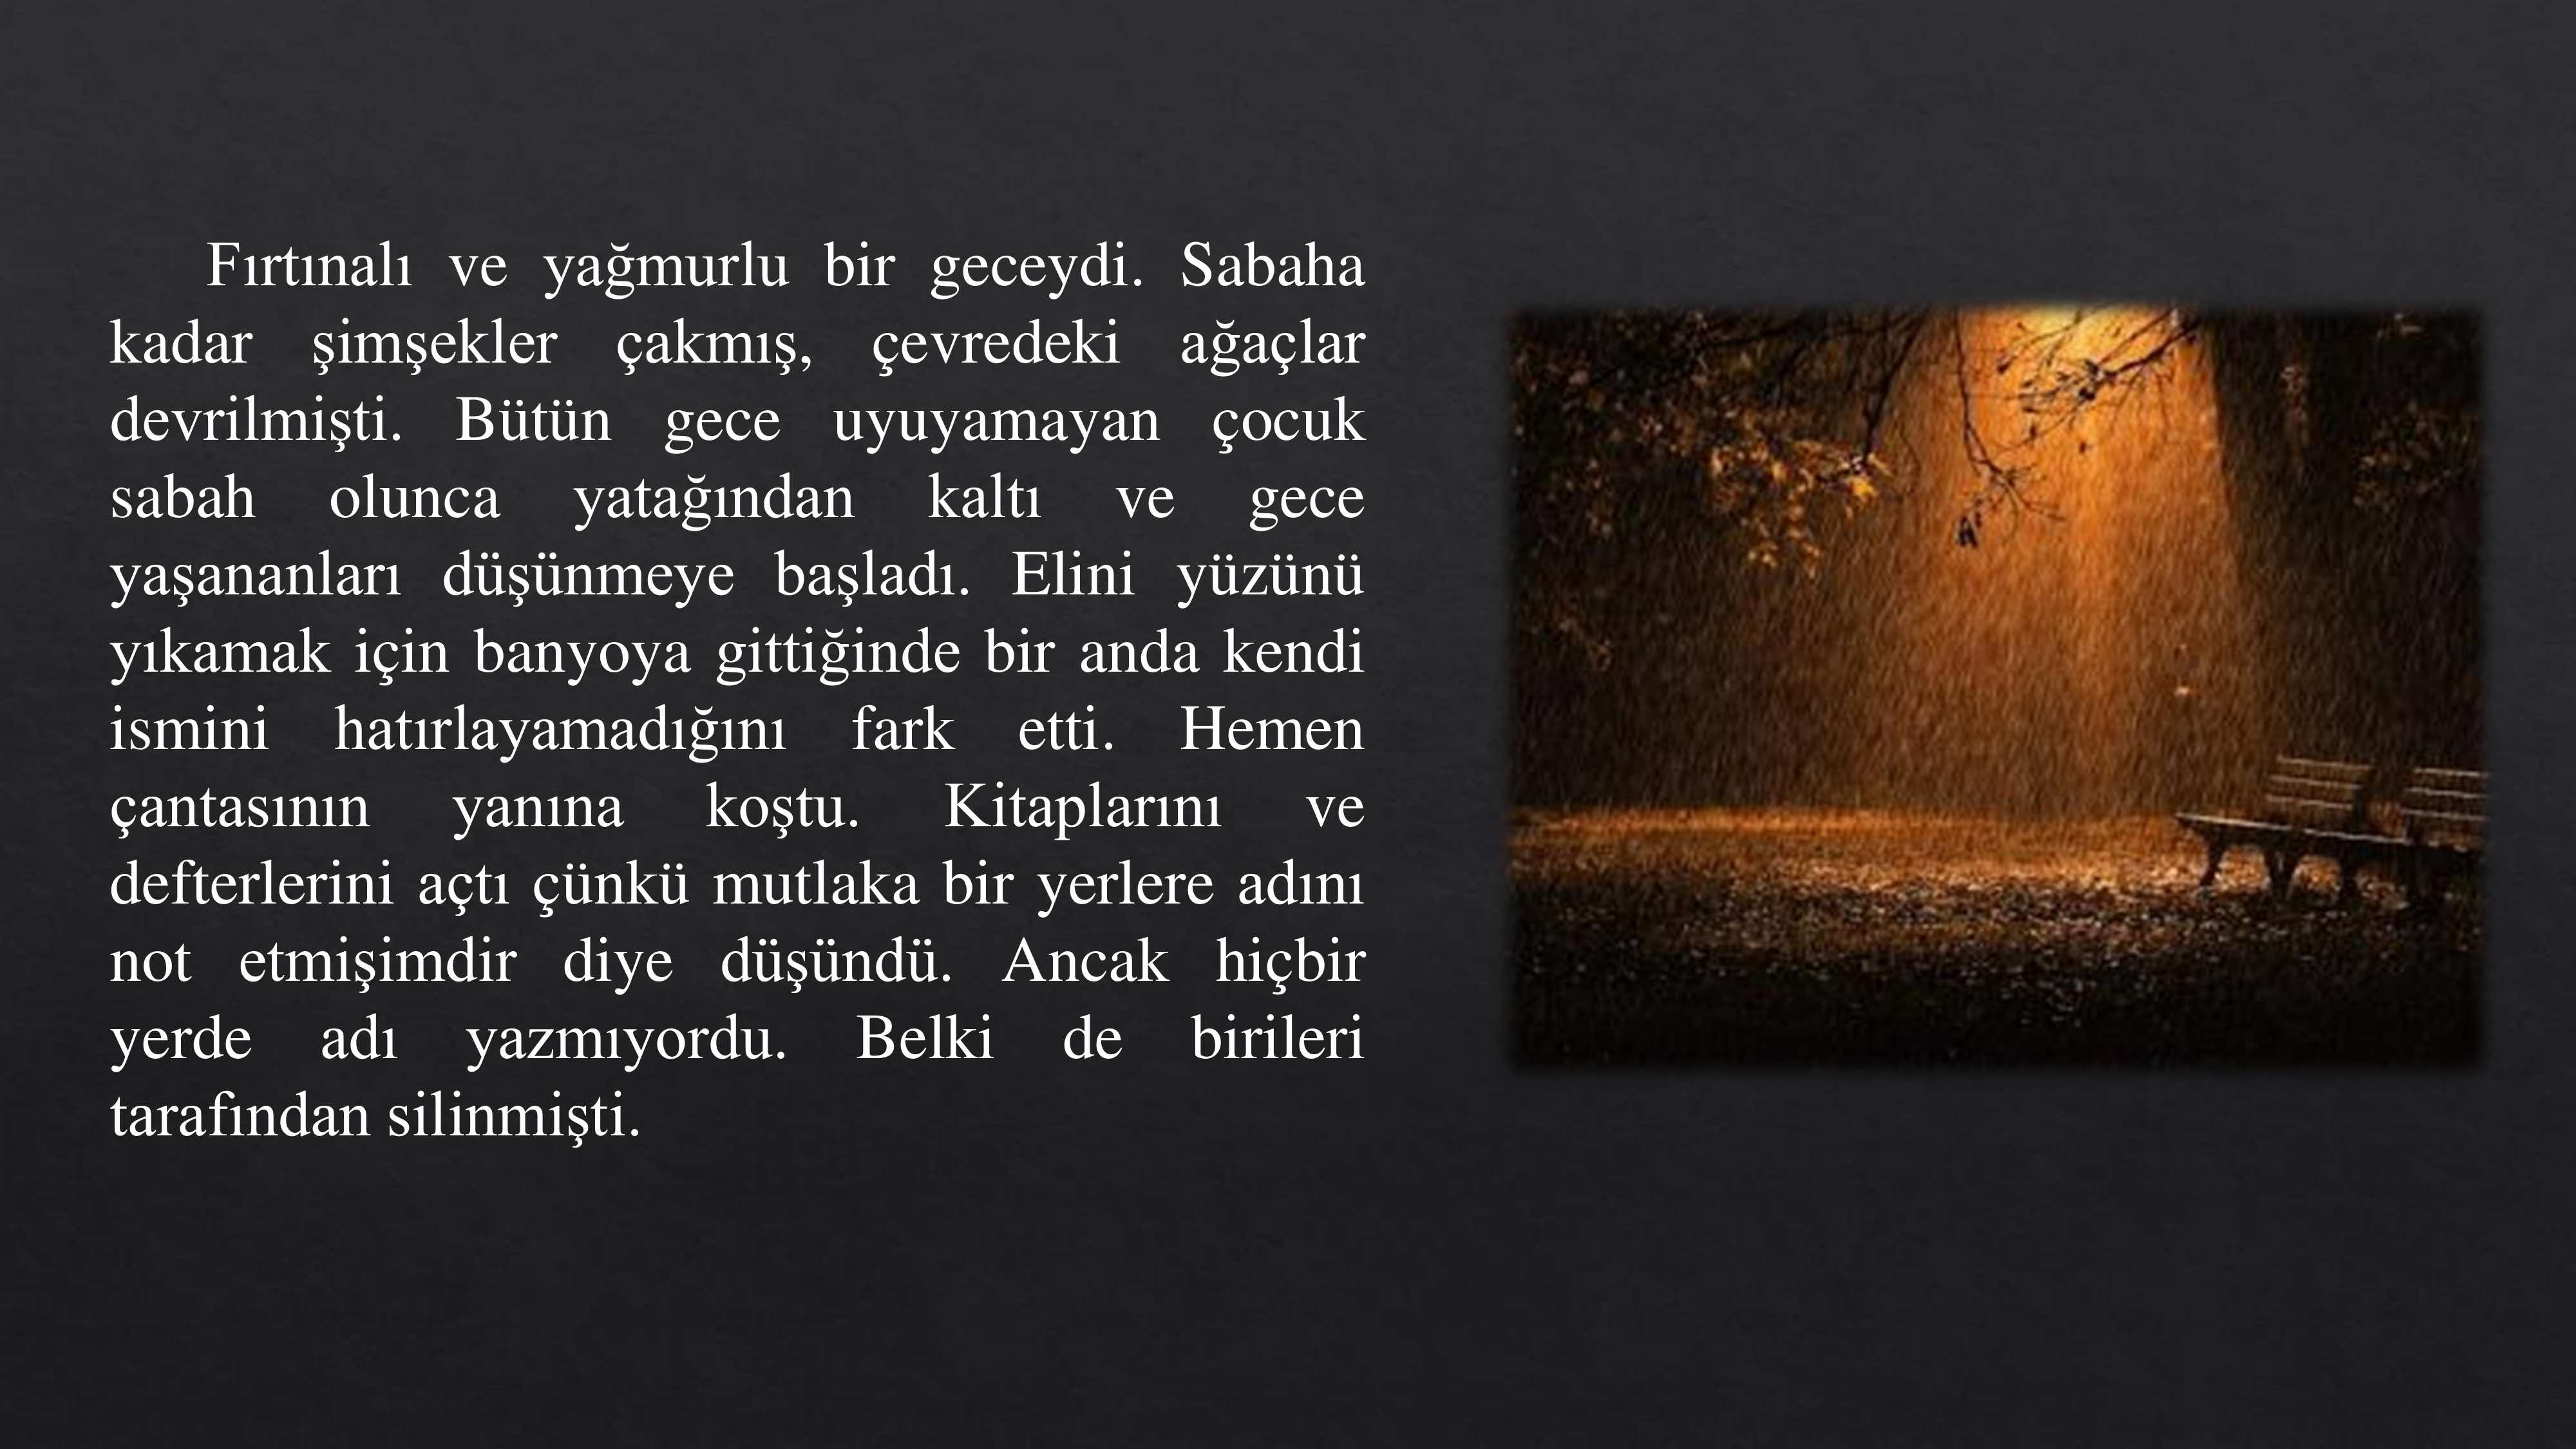 Fırtınalı ve yağmurlu bir geceydi. Sabaha
kadar şimşekler çakmış, çevredeki ağaçlar
devrilmişti. Bütün gece uyuyamayan çocuk
sabah olunca yatağından kaltı ve gece
yaşananları düşünmeye başladı. Elini yüzünü
yıkamak için banyoya gittiğinde bir anda kendi
ismini hatırlayamadığını fark etti. Hemen
çantasının yanına koştu. Kitaplarını ve
defterlerini açtı çünkü mutlaka bir yerlere adını
not etmişimdir diye düşündü. Ancak hiçbir
yerde adı yazmıyordu. Belki de birileri
tarafından silinmişti.